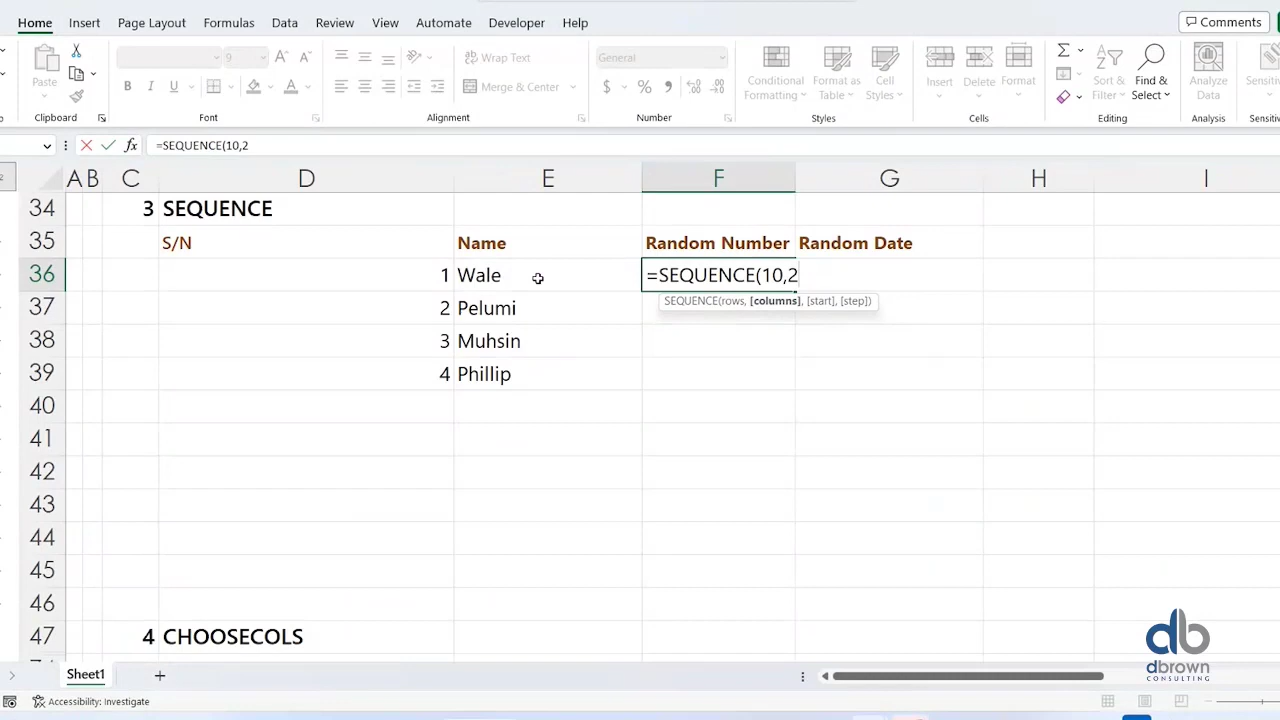 Home Insert Page Layout Formulas Data Review View Automate Developer Help Comments
Paste
Clipboard
B I U
Font
Wrap Text
Merge & Center
Alignment
General
$ %
Number
Conditional Formatting
Format as Table
Cell Styles
Styles
Insert Delete Format
Cells
Sort & Filter
Find & Select
Editing
Analyze Data
Analysis
fx =SEQUENCE(10,2
A B C D E F G H I
34 3 SEQUENCE
35 S/N Name Random Number Random Date
36 1 Wale =SEQUENCE(10,2
SEQUENCE(rows, [columns], [start], [step])
37 2 Pelumi
38 3 Muhsin
39 4 Phillip
40
41
42
43
44
45
46
47 4 CHOOSECOLS
db
dbrown
CONSULTING
Sheet1
Accessibility: Investigate